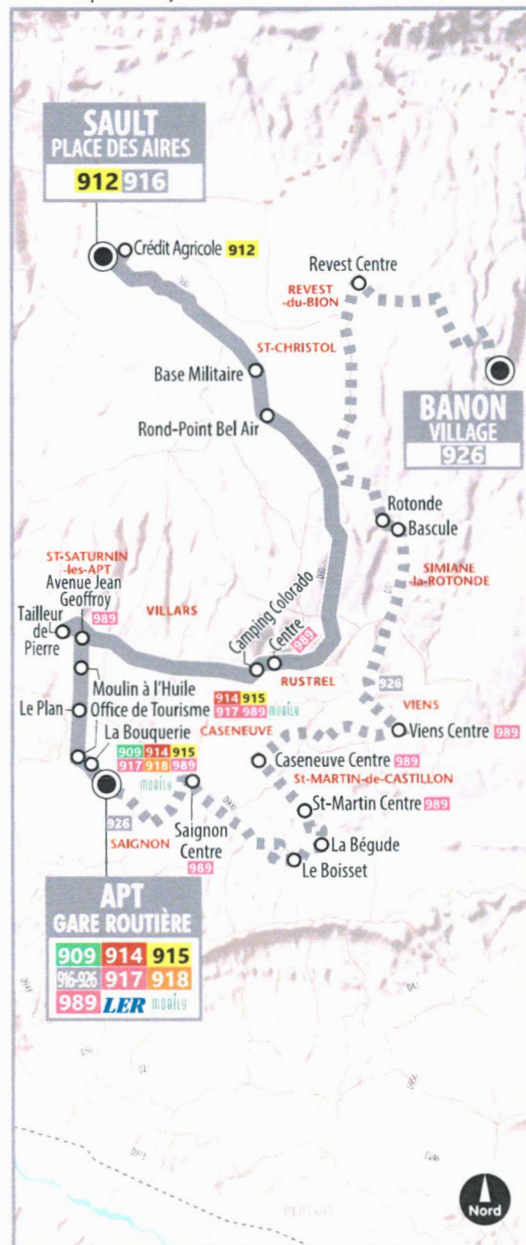 SAULT
PLACE DES AIRES
912 916
Crédit Agricole 912
Revest Centre
REVEST
-du-BION
ST-CHRISTOL
Base Militaire
BANON
VILLAGE
926
Rond-Point Bel Air
Rotonde
Bascule
SIMIANE
-la-ROTONDE
ST-SATURNIN
-les-APT
Avenue Jean
Geoffroy 989
Tailleur
de
Pierre
VILLARS
Camping Colorado
Centre
989
RUSTREL
926
Moulin à l'Huile
Le Plan
Office de Tourisme 914 915
917 989 mobily
La Bouquerie
909 914 915
917 918 989
mobily
CASENEUVE
VIENS
Viens Centre 989
Caseneuve Centre 989
St-MARTIN-de-CASTILLON
St-Martin Centre 989
926
SAIGNON
Saignon
Centre
989
La Bégude
Le Boisset
APT
GARE ROUTIÈRE
909 914 915
916-926 917 918
989 LER mobily
PERTUIS
Nord